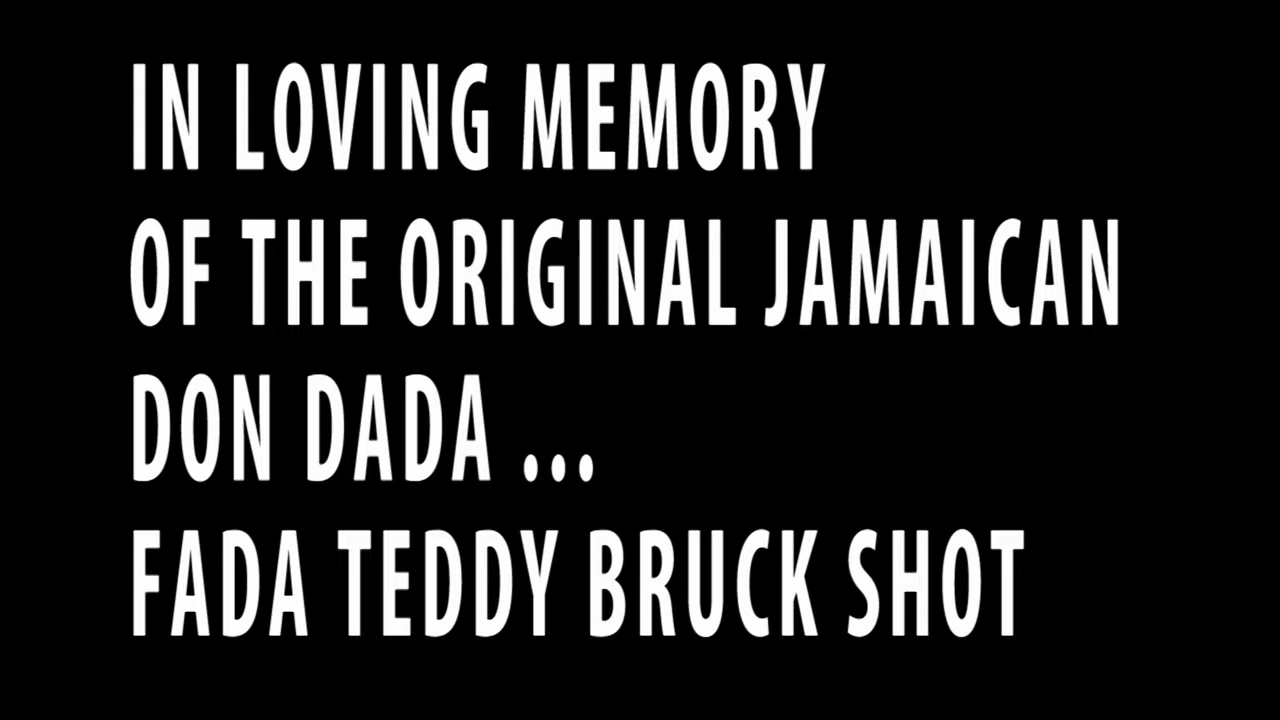 IN LOVING MEMORY
OF THE ORIGINAL JAMAICAN
DON DADA ...
FADA TEDDY BRUCK SHOT